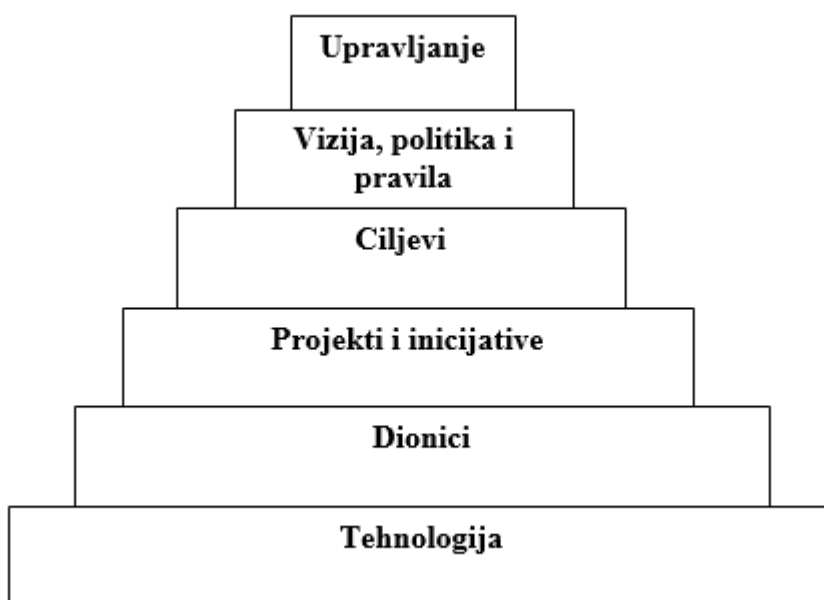 Upravljanje
Vizija, politika i
pravila
Ciljevi
Projekti i inicijative
Dionici
Tehnologija